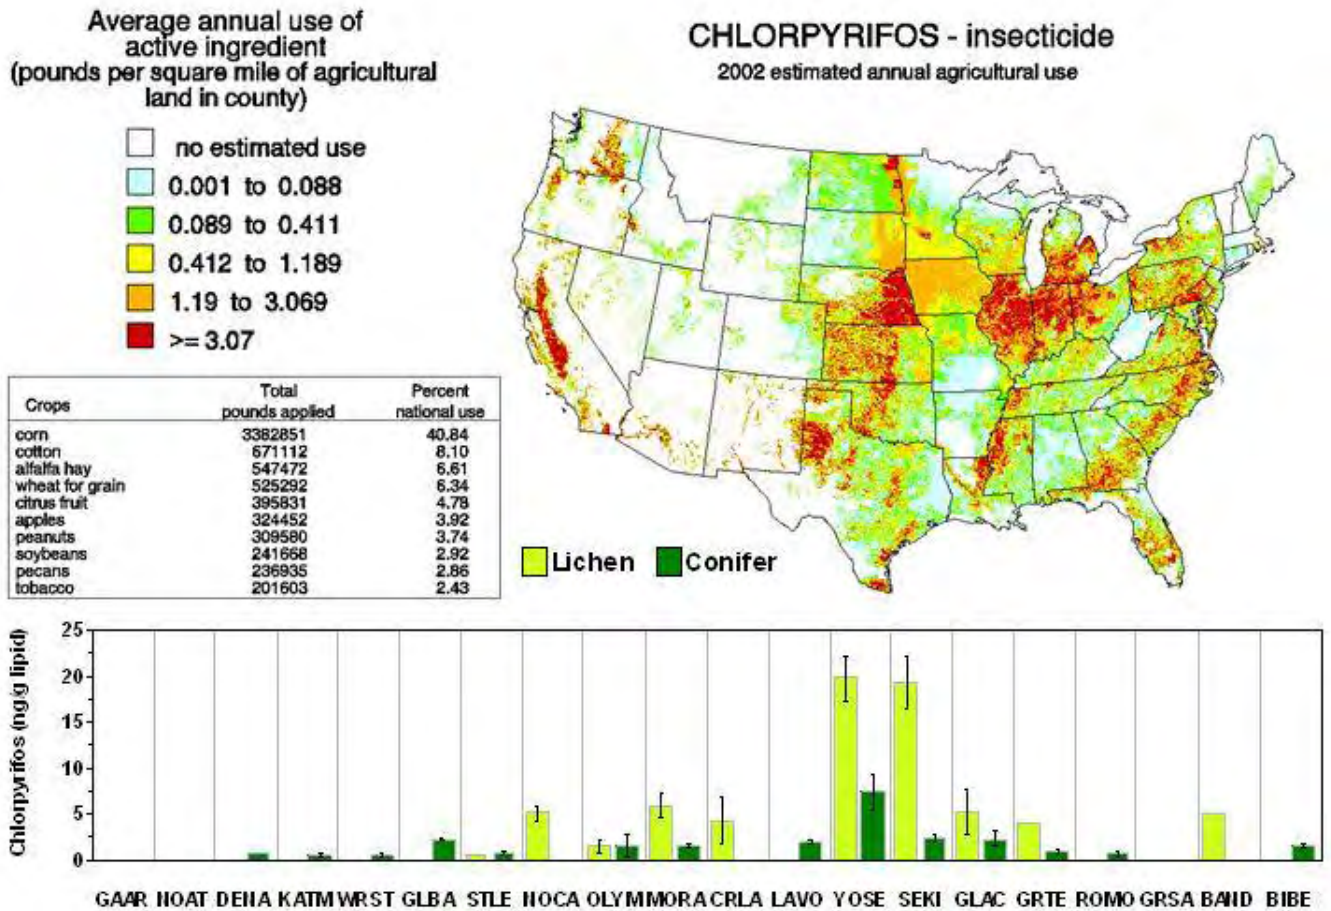 Average annual use of
active ingredient
(pounds per square mile of agricultural
land in county)
no estimated use
0.001 to 0.088
0.089 to 0.411
0.412 to 1.189
1.19 to 3.069
>= 3.07
CHLORPYRIFOS - insecticide
2002 estimated annual agricultural use
Crops Total pounds applied Percent national use
corn 3382851 40.84
cotton 671112 8.10
alfalfa hay 547472 6.61
wheat for grain 525292 6.34
citrus fruit 395831 4.78
apples 324452 3.92
peanuts 309580 3.74
soybeans 241668 2.92
pecans 236935 2.86
tobacco 201603 2.43
Lichen Conifer
Chlorpyrifos (ng/g lipid)
25
20
15
10
5
0
GAAR NOAT DENA KATM WRST GLBA STLE NOCA OLYM MORA CRLA LAVO YOSE SEKI GLAC GRTE ROMO GRSA BAND BIBE